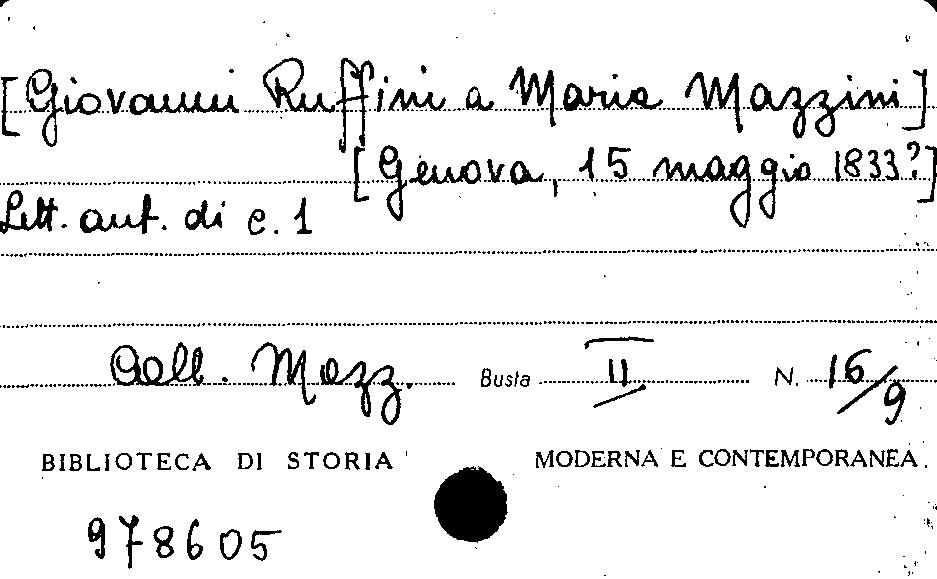 [Giovanni Ruffini a Maria Mazzini]
[Genova, 15 maggio 1833?]
Lett. aut. di c. 1
Coll. Mazz. Busta II N. 16/9
BIBLIOTECA DI STORIA MODERNA E CONTEMPORANEA
978605